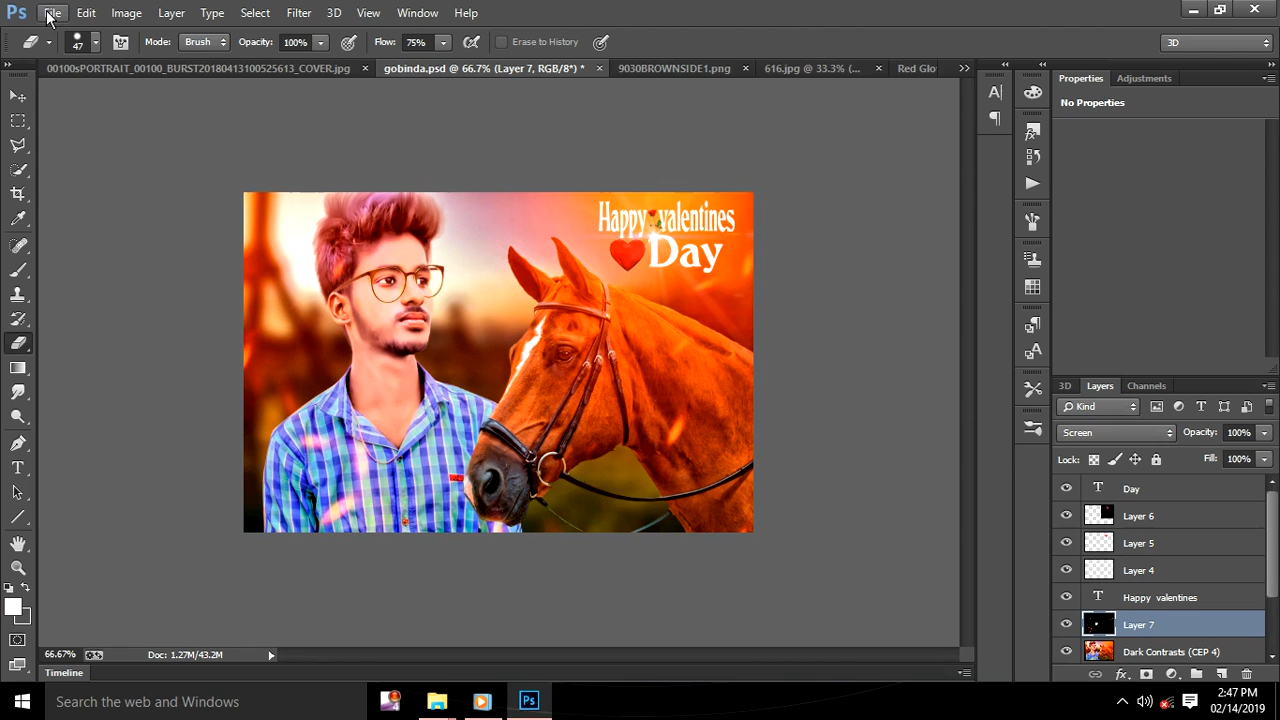 Ps File Edit Image Layer Type Select Filter 3D View Window Help
47 Mode: Brush Opacity: 100% Flow: 75% Erase to History 3D
00100sPORTRAIT_00100_BURST20180413100525613_COVER.jpg × gobinda.psd @ 66.7% (Layer 7, RGB/8*) * × 9030BROWNSIDE1.png × 616.jpg @ 33.3% (... × Red Glo
Properties Adjustments
No Properties
Happy valentines
Day
3D Layers Channels
Kind
Screen Opacity: 100%
Lock: Fill: 100%
Day
Layer 6
Layer 5
Layer 4
Happy valentines
Layer 7
Dark Contrasts (CEP 4)
66.67% Doc: 1.27M/43.2M
Timeline
Search the web and Windows
Ps
2:47 PM
02/14/2019